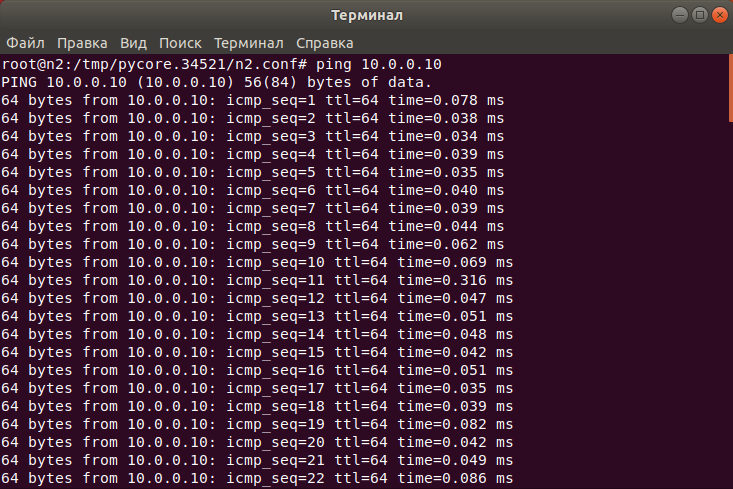 Терминал
Файл Правка Вид Поиск Терминал Справка
root@n2:/tmp/pycore.34521/n2.conf# ping 10.0.0.10
PING 10.0.0.10 (10.0.0.10) 56(84) bytes of data.
64 bytes from 10.0.0.10: icmp_seq=1 ttl=64 time=0.078 ms
64 bytes from 10.0.0.10: icmp_seq=2 ttl=64 time=0.038 ms
64 bytes from 10.0.0.10: icmp_seq=3 ttl=64 time=0.034 ms
64 bytes from 10.0.0.10: icmp_seq=4 ttl=64 time=0.039 ms
64 bytes from 10.0.0.10: icmp_seq=5 ttl=64 time=0.035 ms
64 bytes from 10.0.0.10: icmp_seq=6 ttl=64 time=0.040 ms
64 bytes from 10.0.0.10: icmp_seq=7 ttl=64 time=0.039 ms
64 bytes from 10.0.0.10: icmp_seq=8 ttl=64 time=0.044 ms
64 bytes from 10.0.0.10: icmp_seq=9 ttl=64 time=0.062 ms
64 bytes from 10.0.0.10: icmp_seq=10 ttl=64 time=0.069 ms
64 bytes from 10.0.0.10: icmp_seq=11 ttl=64 time=0.316 ms
64 bytes from 10.0.0.10: icmp_seq=12 ttl=64 time=0.047 ms
64 bytes from 10.0.0.10: icmp_seq=13 ttl=64 time=0.051 ms
64 bytes from 10.0.0.10: icmp_seq=14 ttl=64 time=0.048 ms
64 bytes from 10.0.0.10: icmp_seq=15 ttl=64 time=0.042 ms
64 bytes from 10.0.0.10: icmp_seq=16 ttl=64 time=0.051 ms
64 bytes from 10.0.0.10: icmp_seq=17 ttl=64 time=0.035 ms
64 bytes from 10.0.0.10: icmp_seq=18 ttl=64 time=0.039 ms
64 bytes from 10.0.0.10: icmp_seq=19 ttl=64 time=0.082 ms
64 bytes from 10.0.0.10: icmp_seq=20 ttl=64 time=0.042 ms
64 bytes from 10.0.0.10: icmp_seq=21 ttl=64 time=0.049 ms
64 bytes from 10.0.0.10: icmp_seq=22 ttl=64 time=0.086 ms